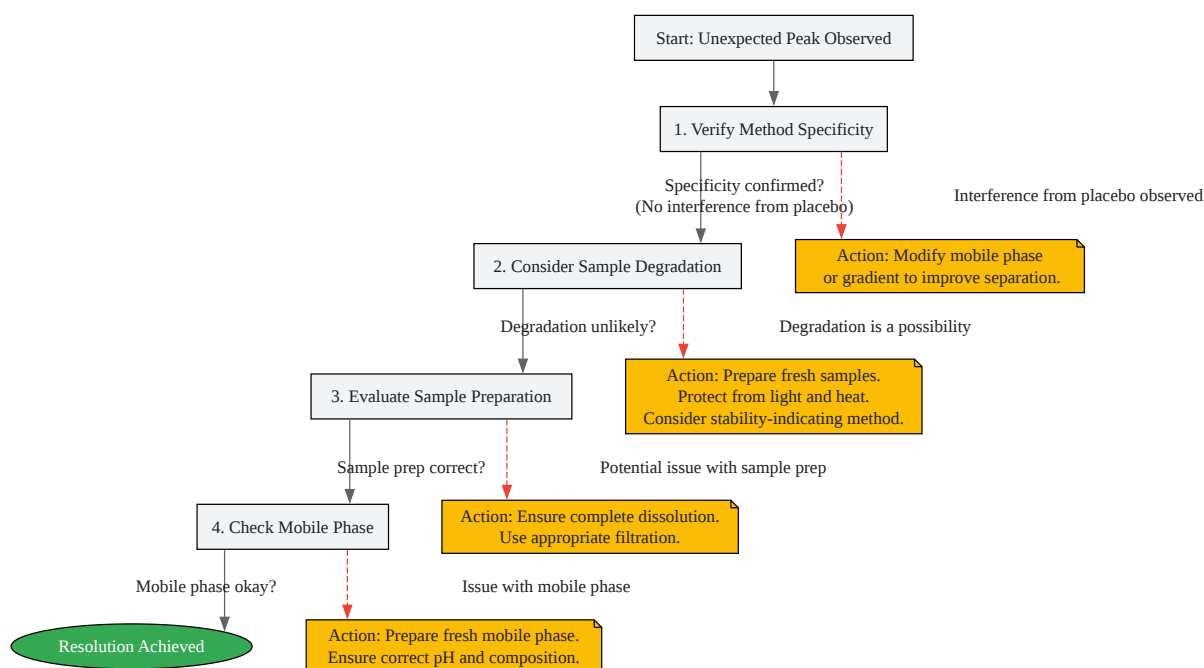 Start: Unexpected Peak Observed
1. Verify Method Specificity
Specificity confirmed?
(No interference from placebo)
Interference from placebo observed
Action: Modify mobile phase
or gradient to improve separation.
2. Consider Sample Degradation
Degradation unlikely?
Degradation is a possibility
Action: Prepare fresh samples.
Protect from light and heat.
Consider stability-indicating method.
3. Evaluate Sample Preparation
Sample prep correct?
Potential issue with sample prep
Action: Ensure complete dissolution.
Use appropriate filtration.
4. Check Mobile Phase
Mobile phase okay?
Issue with mobile phase
Resolution Achieved
Action: Prepare fresh mobile phase.
Ensure correct pH and composition.